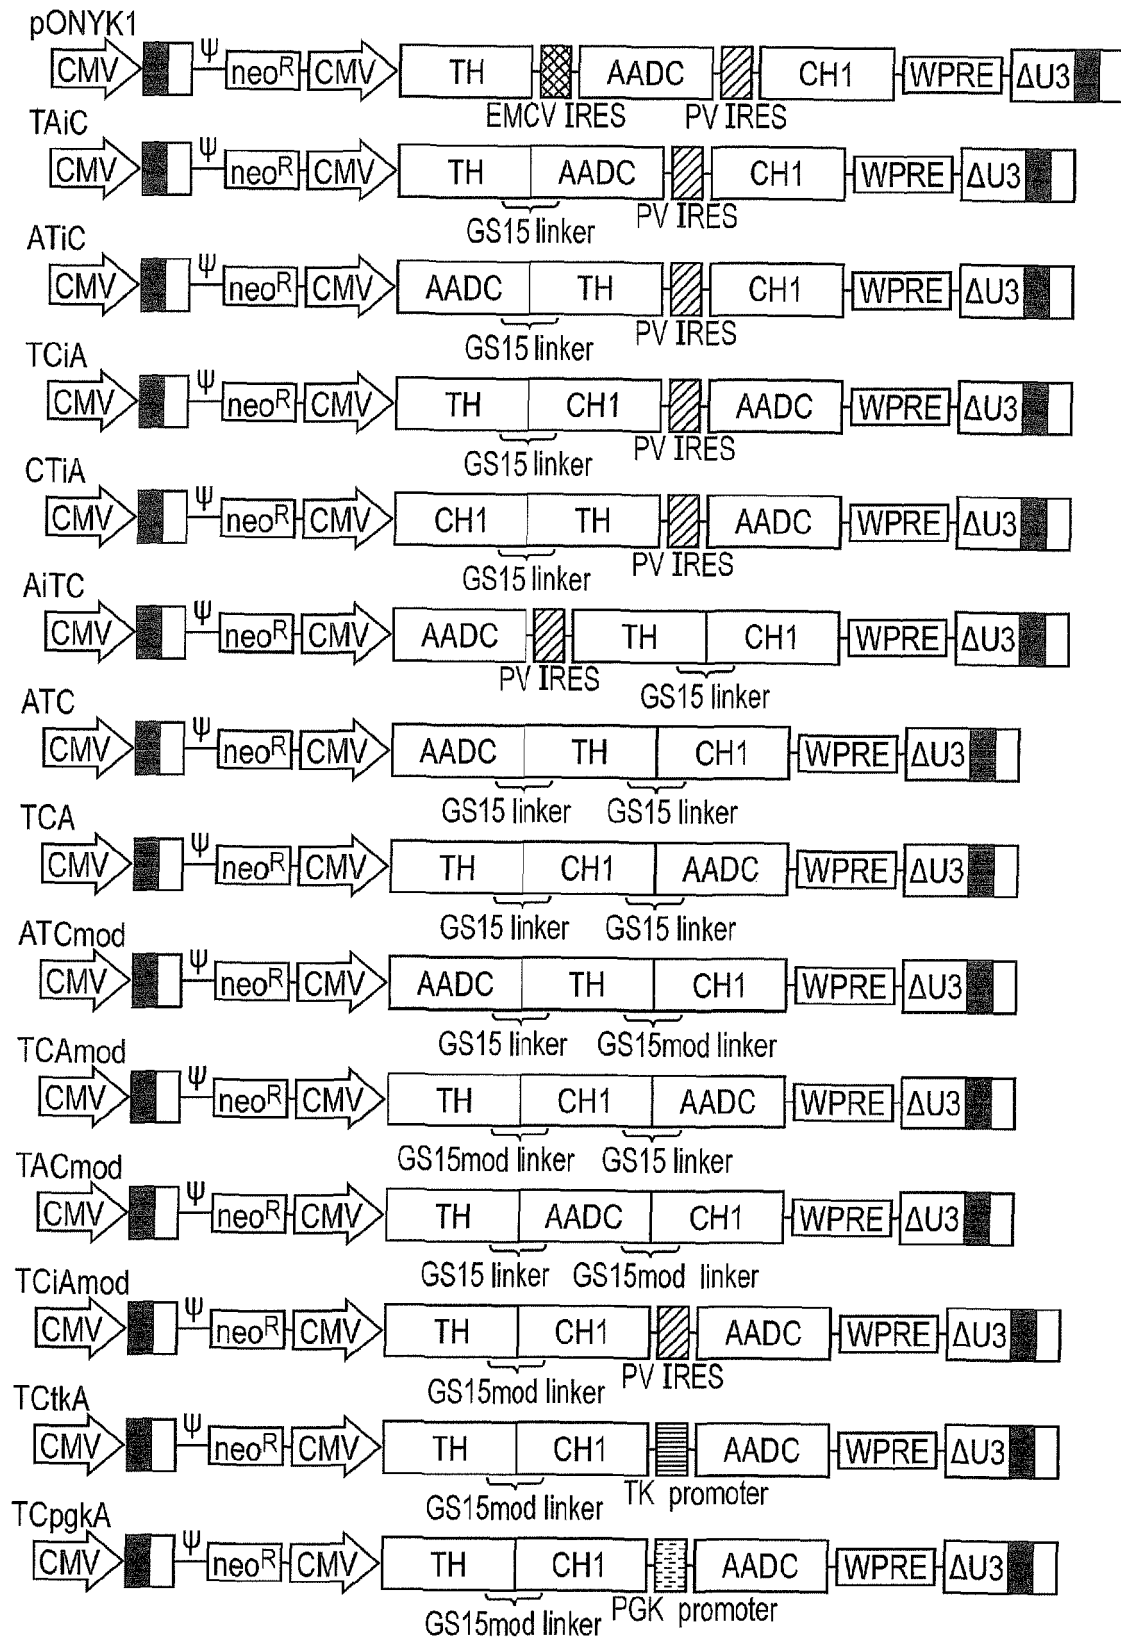 pONYK1
CMV ψ neoR CMV TH AADC CH1 WPRE ΔU3
EMCV IRES PV IRES
TAiC
CMV ψ neoR CMV TH AADC CH1 WPRE ΔU3
GS15 linker PV IRES
ATiC
CMV ψ neoR CMV AADC TH CH1 WPRE ΔU3
GS15 linker PV IRES
TCiA
CMV ψ neoR CMV TH CH1 AADC WPRE ΔU3
GS15 linker PV IRES
CTiA
CMV ψ neoR CMV CH1 TH AADC WPRE ΔU3
GS15 linker PV IRES
AiTC
CMV ψ neoR CMV AADC TH CH1 WPRE ΔU3
PV IRES GS15 linker
ATC
CMV ψ neoR CMV AADC TH CH1 WPRE ΔU3
GS15 linker GS15 linker
TCA
CMV ψ neoR CMV TH CH1 AADC WPRE ΔU3
GS15 linker GS15 linker
ATCmod
CMV ψ neoR CMV AADC TH CH1 WPRE ΔU3
GS15 linker GS15mod linker
TCAmod
CMV ψ neoR CMV TH CH1 AADC WPRE ΔU3
GS15mod linker GS15 linker
TACmod
CMV ψ neoR CMV TH AADC CH1 WPRE ΔU3
GS15 linker GS15mod linker
TCiAmod
CMV ψ neoR CMV TH CH1 AADC WPRE ΔU3
GS15mod linker PV IRES
TCtkA
CMV ψ neoR CMV TH CH1 AADC WPRE ΔU3
GS15mod linker TK promoter
TCpgkA
CMV ψ neoR CMV TH CH1 AADC WPRE ΔU3
GS15mod linker PGK promoter